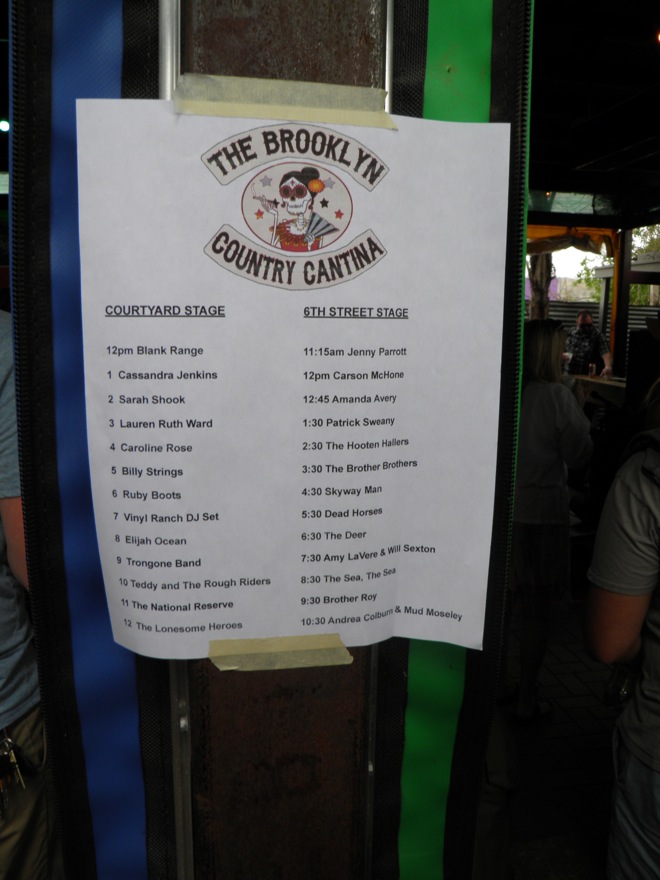 THE BROOKLYN
COUNTRY CANTINA
COURTYARD STAGE
12pm Blank Range
1 Cassandra Jenkins
2 Sarah Shook
3 Lauren Ruth Ward
4 Caroline Rose
5 Billy Strings
6 Ruby Boots
7 Vinyl Ranch DJ Set
8 Elijah Ocean
9 Trongone Band
10 Teddy and The Rough Riders
11 The National Reserve
12 The Lonesome Heroes
6TH STREET STAGE
11:15am Jenny Parrott
12pm Carson McHone
12:45 Amanda Avery
1:30 Patrick Sweany
2:30 The Hooten Hallers
3:30 The Brother Brothers
4:30 Skyway Man
5:30 Dead Horses
6:30 The Deer
7:30 Amy LaVere & Will Sexton
8:30 The Sea, The Sea
9:30 Brother Roy
10:30 Andrea Colburn & Mud Moseley